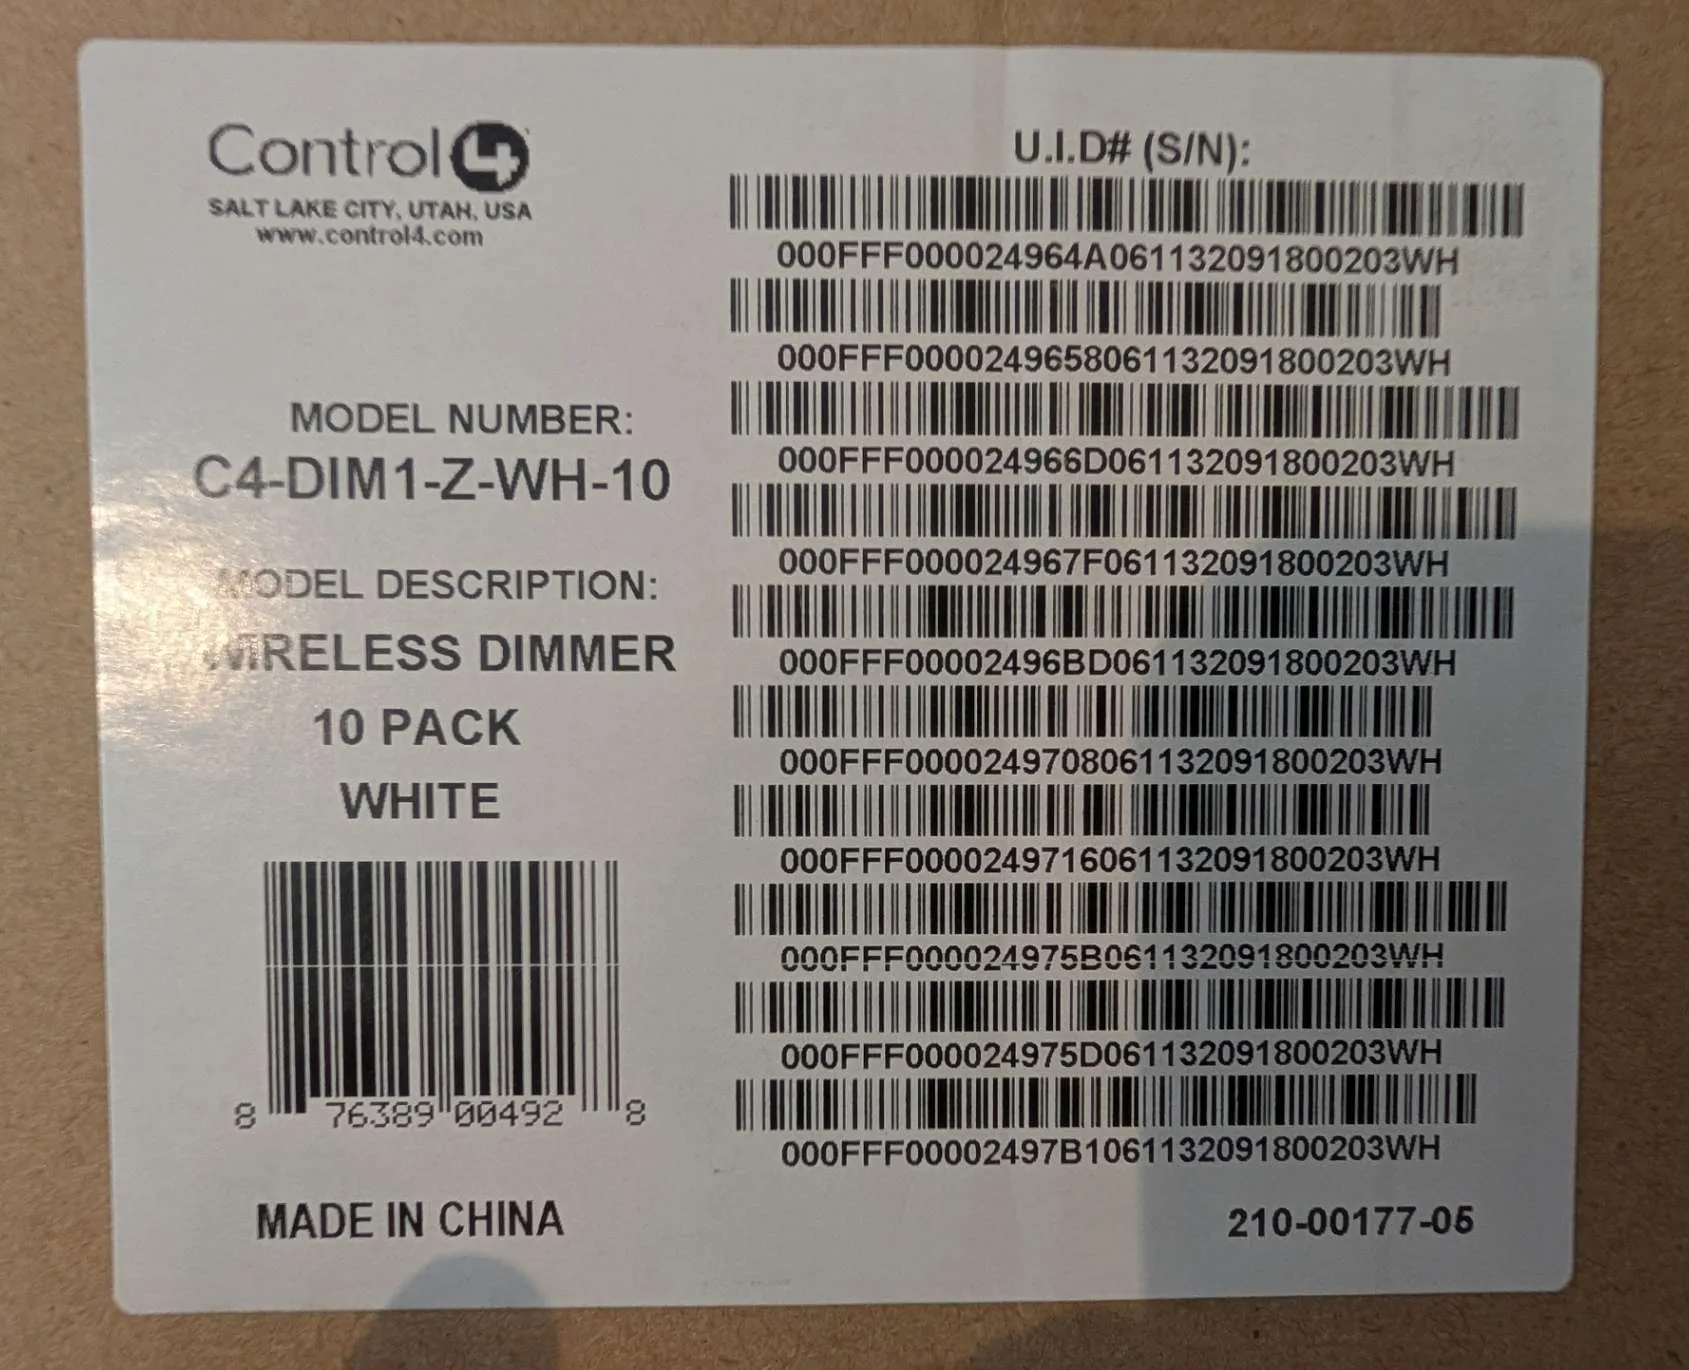 Control4
SALT LAKE CITY, UTAH, USA
www.control4.com
MODEL NUMBER:
C4-DIM1-Z-WH-10
MODEL DESCRIPTION:
WIRELESS DIMMER
10 PACK
WHITE
8 76389 00492 8
MADE IN CHINA
U.I.D# (S/N):
000FFF000024964A061132091800203WH
000FFF0000249658061132091800203WH
000FFF000024966D061132091800203WH
000FFF000024967F061132091800203WH
000FFF00002496BD061132091800203WH
000FFF0000249708061132091800203WH
000FFF0000249716061132091800203WH
000FFF000024975B061132091800203WH
000FFF000024975D061132091800203WH
000FFF00002497B1061132091800203WH
210-00177-05